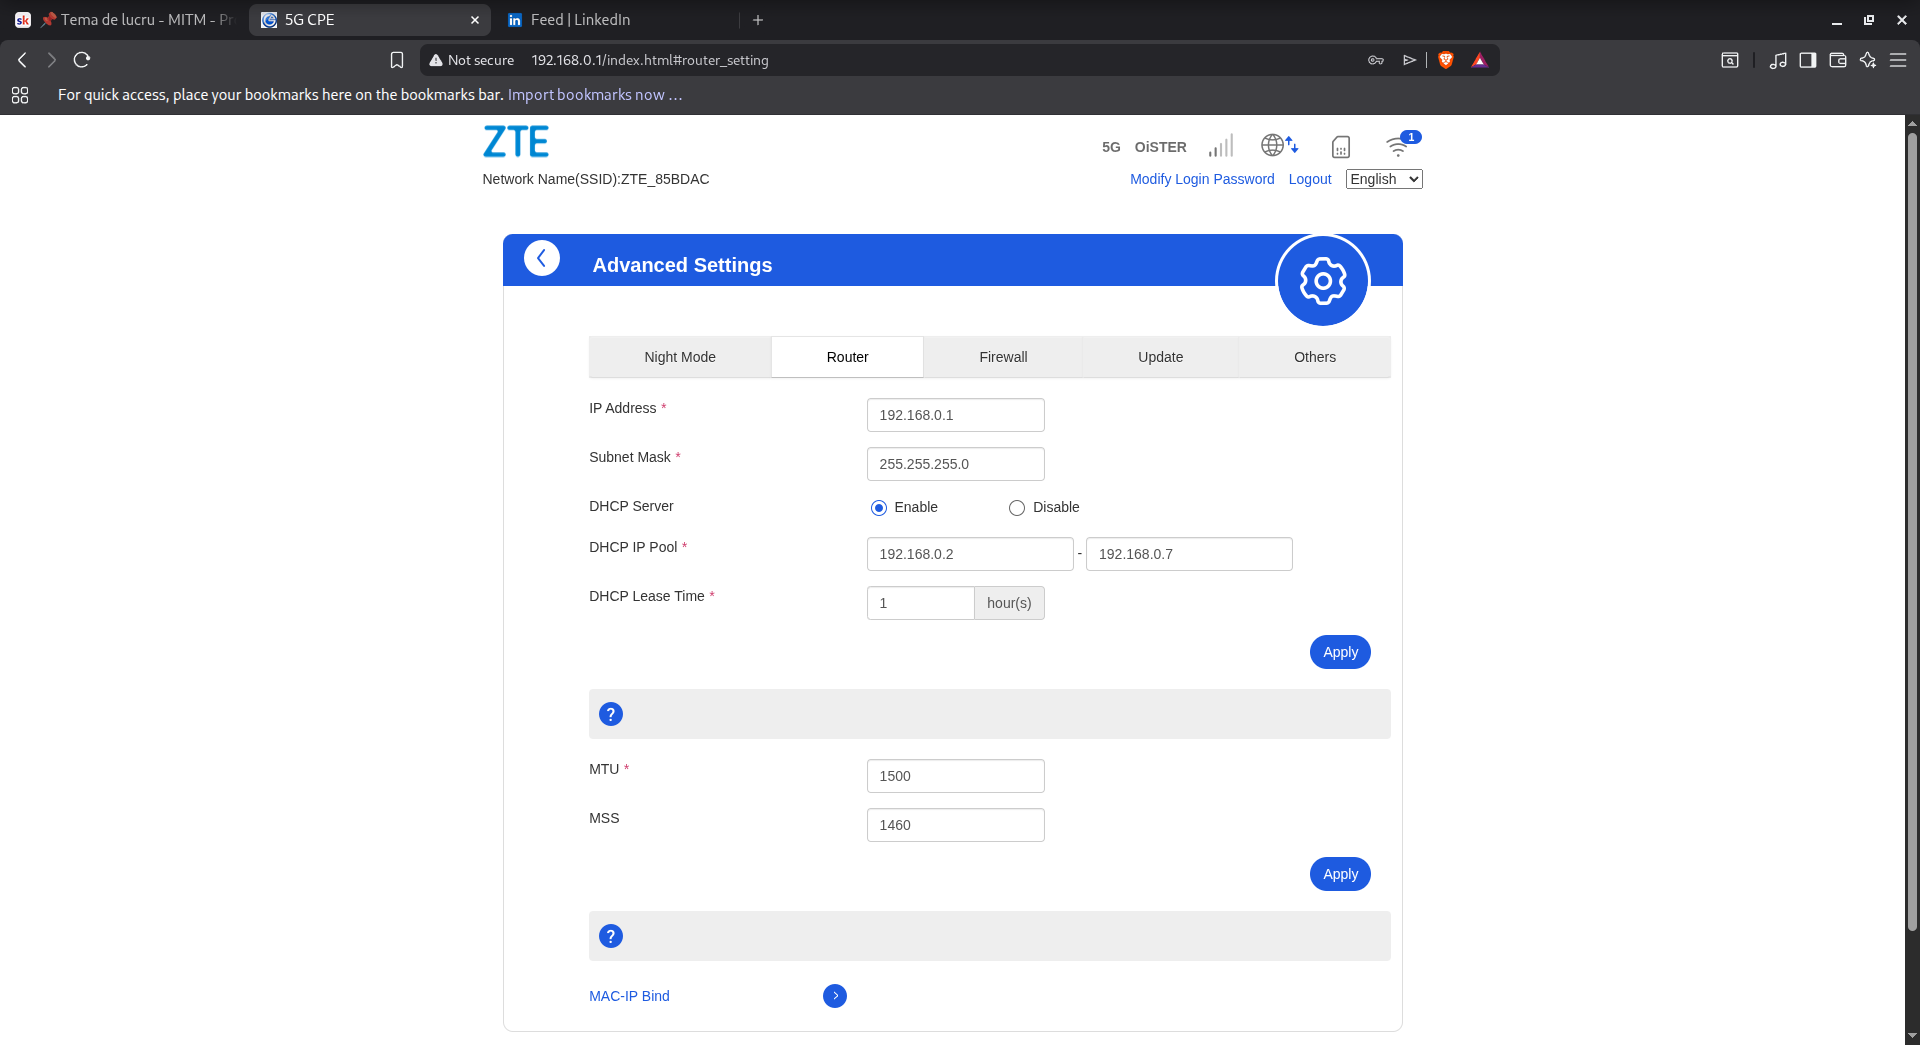 sk 📌 Tema de lucru - MITM - Pr
5G CPE
in Feed | LinkedIn
Not secure 192.168.0.1/index.html#router_setting
For quick access, place your bookmarks here on the bookmarks bar. Import bookmarks now …
ZTE
5G OiSTER
1
Network Name(SSID):ZTE_85BDAC
Modify Login Password Logout English
Advanced Settings
Night Mode Router Firewall Update Others
IP Address * 192.168.0.1
Subnet Mask * 255.255.255.0
DHCP Server Enable Disable
DHCP IP Pool * 192.168.0.2 - 192.168.0.7
DHCP Lease Time * 1 hour(s)
Apply
?
MTU * 1500
MSS 1460
Apply
?
MAC-IP Bind